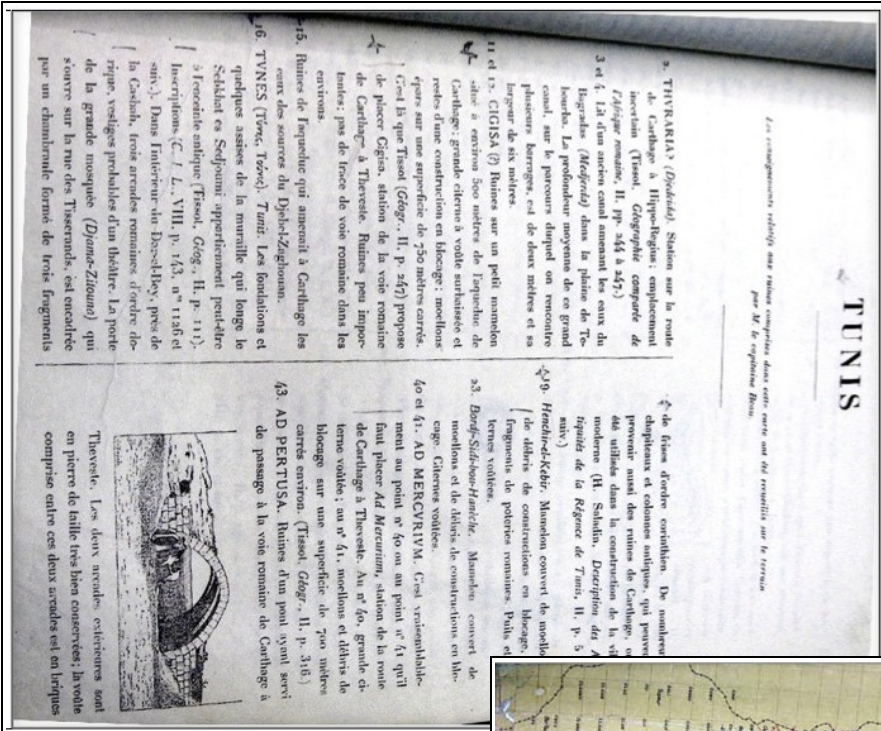 TUNIS
Les renseignements relatifs aux ruines comprises dans cette carte ont été recueillis sur le terrain
par M. le capitaine Beau.
2. THVRARIA? (Djedeïda). Station sur la route
de Carthage à Hippo-Regius; emplacement
incertain (Tissot, Géographie comparée de
l'Afrique romaine, II, pp. 244 à 247.)
3 et 4. Lit d'un ancien canal amenant les eaux du
Bagradas (Medjerda) dans la plaine de Te-
bourba. La profondeur moyenne de ce grand
canal, sur le parcours duquel on rencontre
plusieurs barrages, est de deux mètres et sa
largeur de six mètres.
11 et 12. CIGISA (?) Ruines sur un petit mamelon
situé à environ 500 mètres de l'aqueduc de
Carthage; grande citerne à voûte surbaissée et
restes d'une construction en blocage; moellons
épars sur une superficie de 750 mètres carrés.
C'est là que Tissot (Géogr., II, p. 247) propose
de placer Cigisa, station de la voie romaine
de Carthage à Theveste. Ruines peu impor-
tantes; pas de trace de voie romaine dans les
environs.
15. Ruines de l'aqueduc qui amenait à Carthage les
eaux des sources du Djebel-Zaghouan.
16. TVNES (Τύνης, Τούνις). Tunis. Les fondations et
quelques assises de la muraille qui longe le
Sebkhat es Sedjoumi appartiennent peut-être
à l'enceinte antique (Tissot, Géog., II, p. 111).
Inscriptions (C. I. L., VIII, p. 143, nos 1126 et
suiv.). Dans l'intérieur du Dar-el-Bey, près de
la Casbah, trois arcades romaines d'ordre do-
rique, vestiges probables d'un théâtre. La porte
de la grande mosquée (Djama-Zitouna) qui
s'ouvre sur la rue des Tisserands, est encadrée
par un chambranle formé de trois fragments
de frises d'ordre corinthien. De nombreux
chapiteaux et colonnes antiques, qui peuve
provenir aussi des ruines de Carthage, o
été utilisés dans la construction de la vil
moderne (H. Saladin, Description des A
tiquités de la Régence de Tunis, II, p. 5
suiv.)
19. Henchir-el-Kebir. Mamelon couvert de moello
de débris de constructions en blocage,
fragments de poteries romaines. Puits et
ternes voûtées.
23. Bordj-Sidi-bou-Hanèche. Mamelon couvert de
moellons et de débris de constructions en blo-
cage. Citernes voûtées.
40 et 41. AD MERCVRIVM. C'est vraisemblable-
ment au point n° 40 ou au point n° 41 qu'il
faut placer Ad Mercurium, station de la route
de Carthage à Theveste. Au n° 40, grande ci-
terne voûtée; au n° 41, moellons et débris de
blocage sur une superficie de 700 mètres
carrés environ. (Tissot, Géogr., II, p. 316.)
43. AD PERTUSA. Ruines d'un pont ayant servi
de passage à la voie romaine de Carthage à
Theveste. Les deux arcades extérieures sont
en pierre de taille très bien conservées; la voûte
comprise entre ces deux arcades est en briques